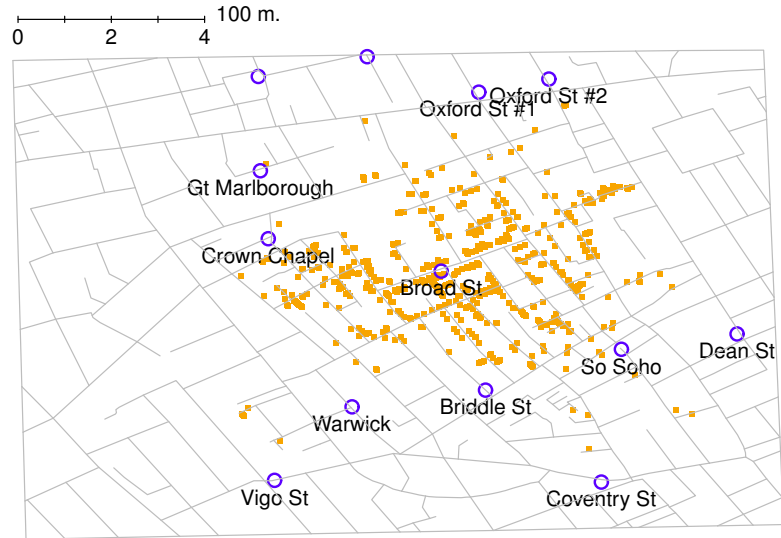 100 m.
0 2 4
Oxford St #2
Oxford St #1
Gt Marlborough
Crown Chapel
Broad St
Dean St
So Soho
Briddle St
Warwick
Vigo St
Coventry St